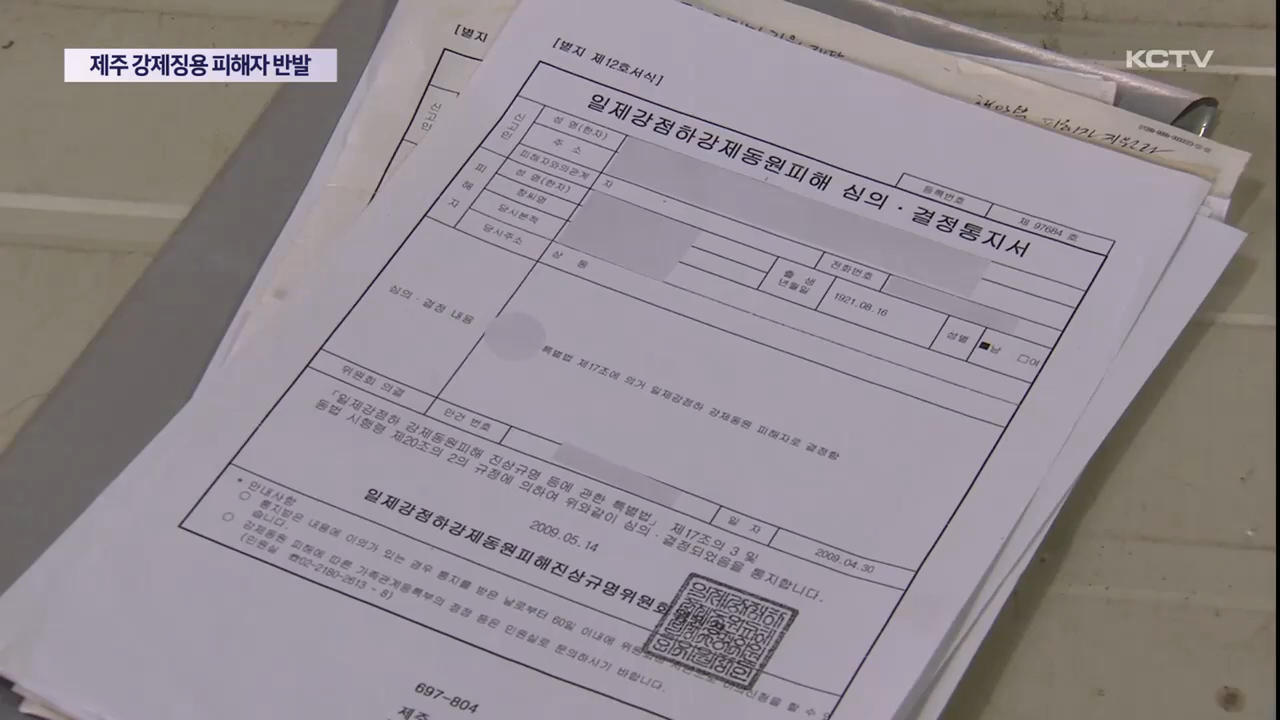 제주 강제징용 피해자 반발
KCTV
[별지
[별지 제12호서식]
일제강점하강제동원피해 심의 · 결정통지서
등록번호
제 97684 호
신고인
성 명(한자)
주 소
피해자와의관계
자
전화번호
피해자
성 명(한자)
창씨명
당시본적
당시주소
상 동
출 생
년월일
1921.08.16
성별
■남 □여
심의 · 결정 내용
특별법 제17조에 의거 일제강점하 강제동원 피해자로 결정함
위원회 의결
안건 번호
일 자
2009.04.30
「일제강점하 강제동원피해 진상규명 등에 관한 특별법」 제17조의 3 및
동법 시행령 제20조의 2의 규정에 의하여 위와같이 심의 · 결정되었음을 통지합니다.
2009.05.14
일제강점하강제동원피해진상규명위원회
* 안내사항
○ 통지받은 내용에 이의가 있는 경우 통지를 받은 날로부터 60일 이내에 할 수
습니다.
○ 강제동원 피해에 따른 가족관계등록부의 정정 등은 민원실로 문의하시기 바랍니다.
(민원실 ☎02-2180-2613 ~ 8)
697-804
제주